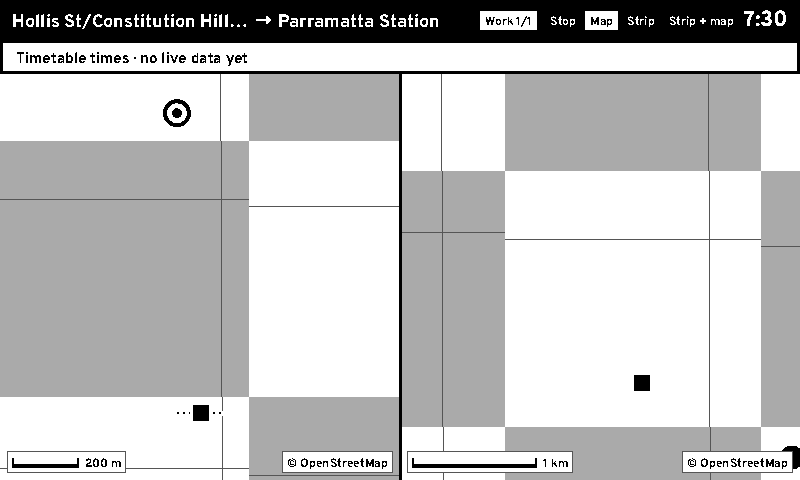 Hollis St/Constitution Hill... → Parramatta Station Work 1/1 Stop Map Strip Strip + map 7:30
Timetable times · no live data yet
200 m © OpenStreetMap 1 km © OpenStreetMap